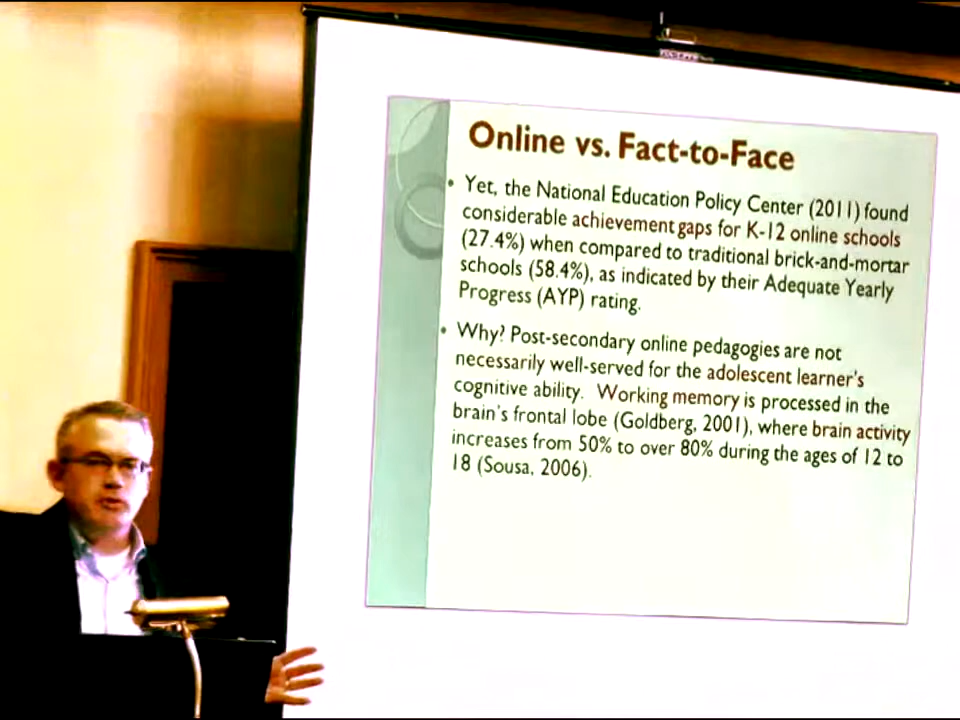 Online vs. Fact-to-Face
• Yet, the National Education Policy Center (2011) found
considerable achievement gaps for K-12 online schools
(27.4%) when compared to traditional brick-and-mortar
schools (58.4%), as indicated by their Adequate Yearly
Progress (AYP) rating.
• Why? Post-secondary online pedagogies are not
necessarily well-served for the adolescent learner's
cognitive ability. Working memory is processed in the
brain's frontal lobe (Goldberg, 2001), where brain activity
increases from 50% to over 80% during the ages of 12 to
18 (Sousa, 2006).